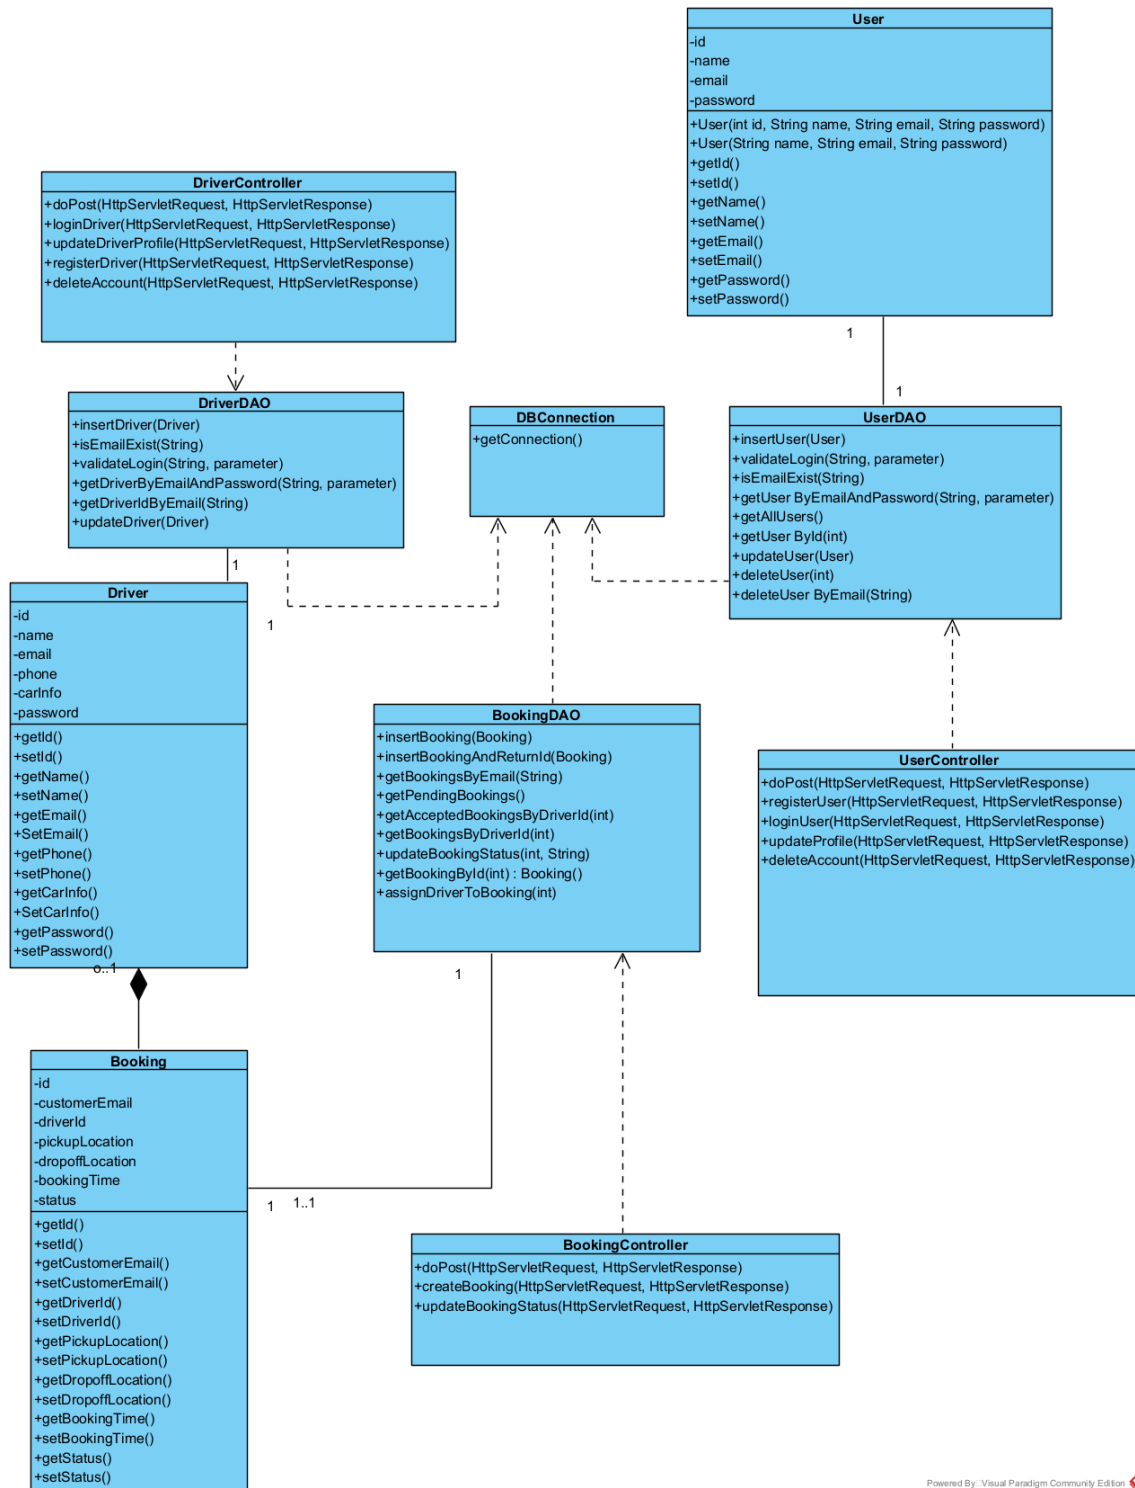 User
-id
-name
-email
-password
+User(int id, String name, String email, String password)
+User(String name, String email, String password)
+getId()
+setId()
+getName()
+setName()
+getEmail()
+setEmail()
+getPassword()
+setPassword()
1
1
DriverController
+doPost(HttpServletRequest, HttpServletResponse)
+loginDriver(HttpServletRequest, HttpServletResponse)
+updateDriverProfile(HttpServletRequest, HttpServletResponse)
+registerDriver(HttpServletRequest, HttpServletResponse)
+deleteAccount(HttpServletRequest, HttpServletResponse)
DriverDAO
+insertDriver(Driver)
+isEmailExist(String)
+validateLogin(String, parameter)
+getDriverByEmailAndPassword(String, parameter)
+getDriverIdByEmail(String)
+updateDriver(Driver)
1
1
DBConnection
+getConnection()
UserDAO
+insertUser(User)
+validateLogin(String, parameter)
+isEmailExist(String)
+getUser ByEmailAndPassword(String, parameter)
+getAllUsers()
+getUser ById(int)
+updateUser(User)
+deleteUser(int)
+deleteUser ByEmail(String)
Driver
-id
-name
-email
-phone
-carInfo
-password
+getId()
+setId()
+getName()
+setName()
+getEmail()
+SetEmail()
+getPhone()
+setPhone()
+getCarInfo()
+SetCarInfo()
+getPassword()
+setPassword()
o..1
BookingDAO
+insertBooking(Booking)
+insertBookingAndReturnId(Booking)
+getBookingsByEmail(String)
+getPendingBookings()
+getAcceptedBookingsByDriverId(int)
+getBookingsByDriverId(int)
+updateBookingStatus(int, String)
+getBookingById(int) : Booking()
+assignDriverToBooking(int)
1
UserController
+doPost(HttpServletRequest, HttpServletResponse)
+registerUser(HttpServletRequest, HttpServletResponse)
+loginUser(HttpServletRequest, HttpServletResponse)
+updateProfile(HttpServletRequest, HttpServletResponse)
+deleteAccount(HttpServletRequest, HttpServletResponse)
Booking
-id
-customerEmail
-driverId
-pickupLocation
-dropoffLocation
-bookingTime
-status
+getId()
+setId()
+getCustomerEmail()
+setCustomerEmail()
+getDriverId()
+setDriverId()
+getPickupLocation()
+setPickupLocation()
+getDropoffLocation()
+setDropoffLocation()
+getBookingTime()
+setBookingTime()
+getStatus()
+setStatus()
1
1..1
BookingController
+doPost(HttpServletRequest, HttpServletResponse)
+createBooking(HttpServletRequest, HttpServletResponse)
+updateBookingStatus(HttpServletRequest, HttpServletResponse)
Powered By Visual Paradigm Community Edition